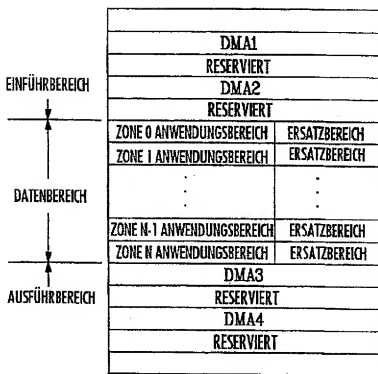 DMA1
RESERVIERT
DMA2
EINFÜHRBEREICH
RESERVIERT
ZONE 0 ANWENDUNGSBEREICH ERSATZBEREICH
ZONE 1 ANWENDUNGSBEREICH ERSATZBEREICH
DATENBEREICH
ZONE N-1 ANWENDUNGSBEREICH ERSATZBEREICH
ZONE N ANWENDUNGSBEREICH ERSATZBEREICH
DMA3
AUSFÜHRBEREICH
RESERVIERT
DMA4
RESERVIERT